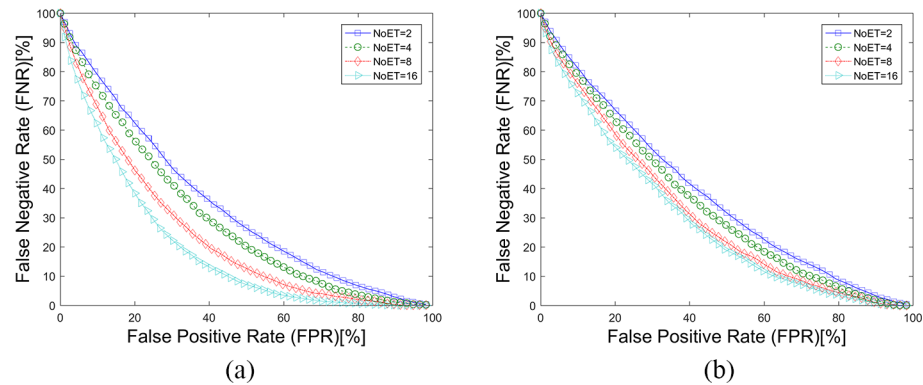 100
90
80
70
60
50
40
30
20
10
0
0 20 40 60 80 100
False Negative Rate (FNR)[%]
False Positive Rate (FPR)[%]
NoET=2
NoET=4
NoET=8
NoET=16
(a)
100
90
80
70
60
50
40
30
20
10
0
0 20 40 60 80 100
False Negative Rate (FNR)[%]
False Positive Rate (FPR)[%]
NoET=2
NoET=4
NoET=8
NoET=16
(b)